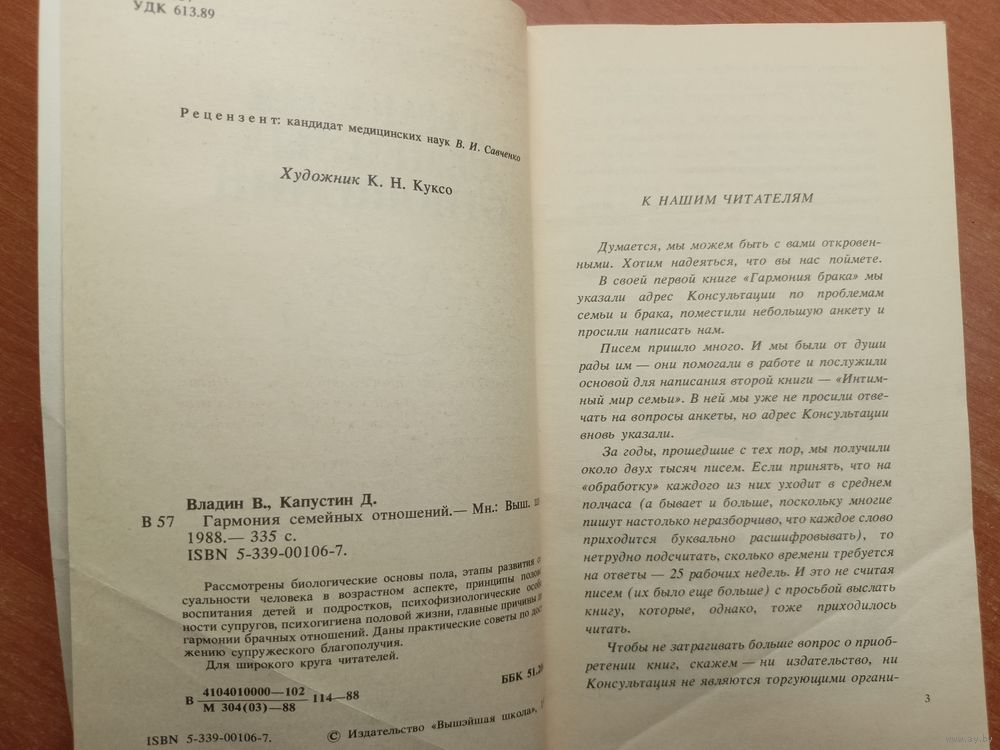 УДК 613.89
Рецензент: кандидат медицинских наук В. И. Савченко
Художник К. Н. Куксо
Владин В., Капустин Д.
В 57 Гармония семейных отношений.— Мн.: Выш.
1988.— 335 с.
ISBN 5-339-00106-7.
Рассмотрены биологические основы пола, этапы развития
суальности человека в возрастном аспекте, принципы
воспитания детей и подростков, психофизиологические
ности супругов, психогигиена половой жизни, главные причины
гармонии брачных отношений. Даны практические советы по
жению супружеского благополучия.
Для широкого круга читателей.
В 4104010000—102 114—88
М 304(03)—88
ББК
ISBN 5-339-00106-7.
© Издательство «Вышэйшая школа»,
К НАШИМ ЧИТАТЕЛЯМ
Думается, мы можем быть с вами откровен-
ными. Хотим надеяться, что вы нас поймете.
В своей первой книге «Гармония брака» мы
указали адрес Консультации по проблемам
семьи и брака, поместили небольшую анкету и
просили написать нам.
Писем пришло много. И мы были от души
рады им — они помогали в работе и послужили
основой для написания второй книги — «Интим-
ный мир семьи». В ней мы уже не просили отве-
чать на вопросы анкеты, но адрес Консультации
вновь указали.
За годы, прошедшие с тех пор, мы получили
около двух тысяч писем. Если принять, что на
«обработку» каждого из них уходит в среднем
полчаса (а бывает и больше, поскольку многие
пишут настолько неразборчиво, что каждое слово
приходится буквально расшифровывать), то
нетрудно подсчитать, сколько времени требуется
на ответы — 25 рабочих недель. И это не считая
писем (их было еще больше) с просьбой выслать
книгу, которые, однако, тоже приходилось
читать.
Чтобы не затрагивать больше вопрос о приоб-
ретении книг, скажем — ни издательство, ни
Консультация не являются торгующими органи-
3
www.ay.by